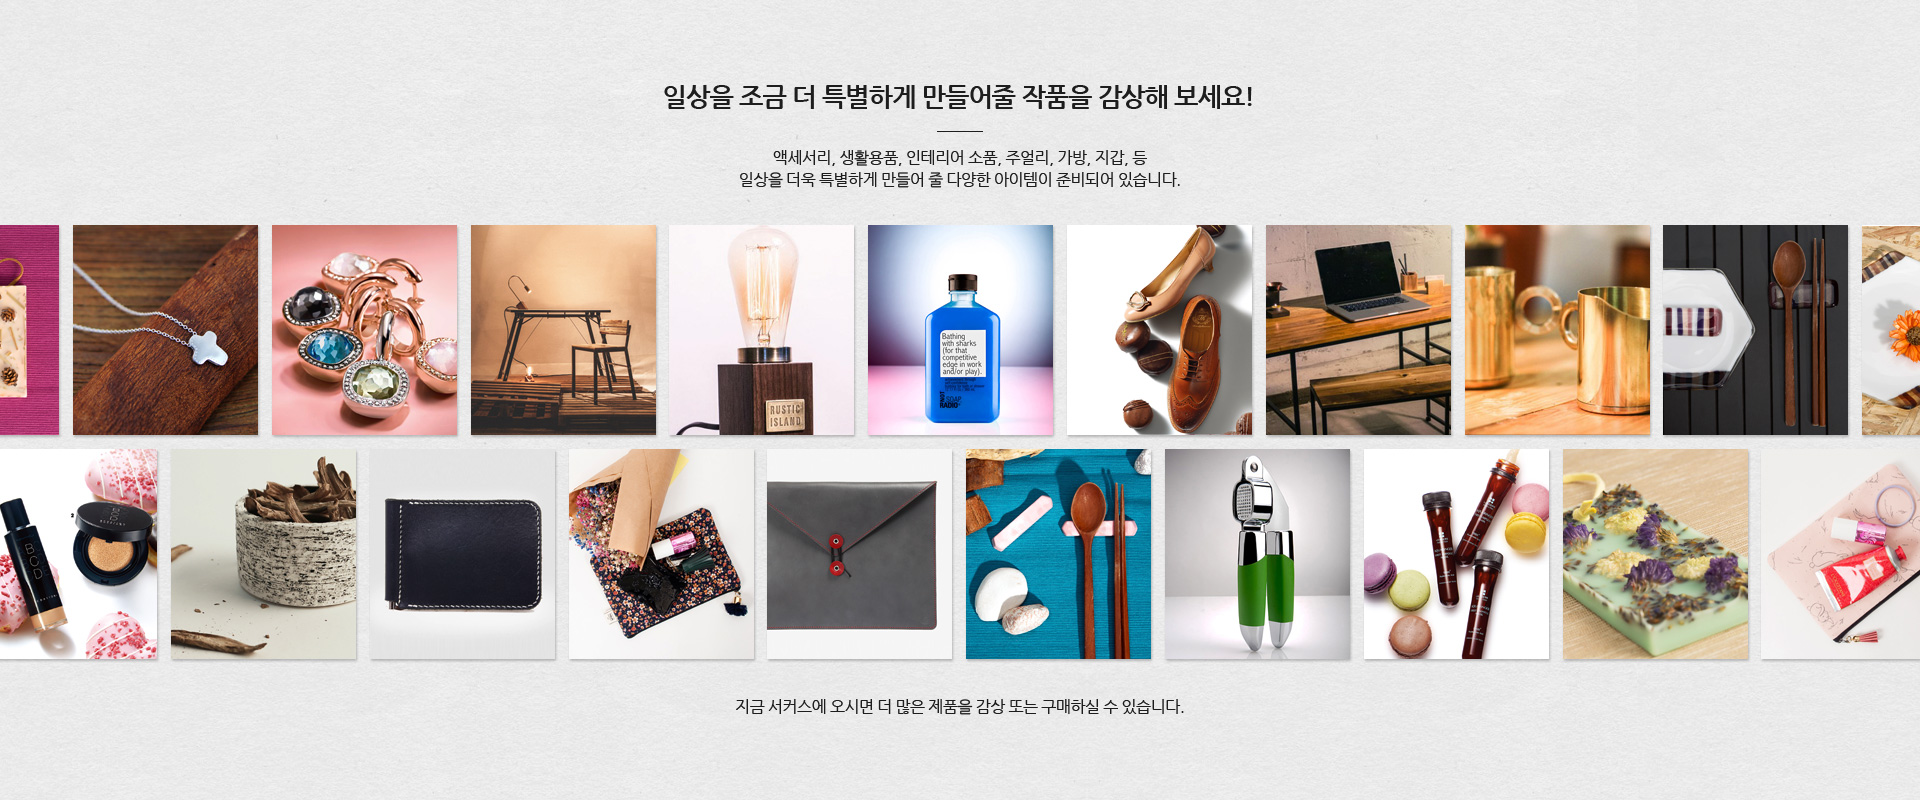 일상을 조금 더 특별하게 만들어줄 작품을 감상해 보세요!
액세서리, 생활용품, 인테리어 소품, 주얼리, 가방, 지갑, 등
일상을 더욱 특별하게 만들어 줄 다양한 아이템이 준비되어 있습니다.
RUSTIC
ISLAND
Bathing
with sharks
(for that
competitive
edge in work
and/or play).
SOAP
RADIO
지금 서커스에 오시면 더 많은 제품을 감상 또는 구매하실 수 있습니다.